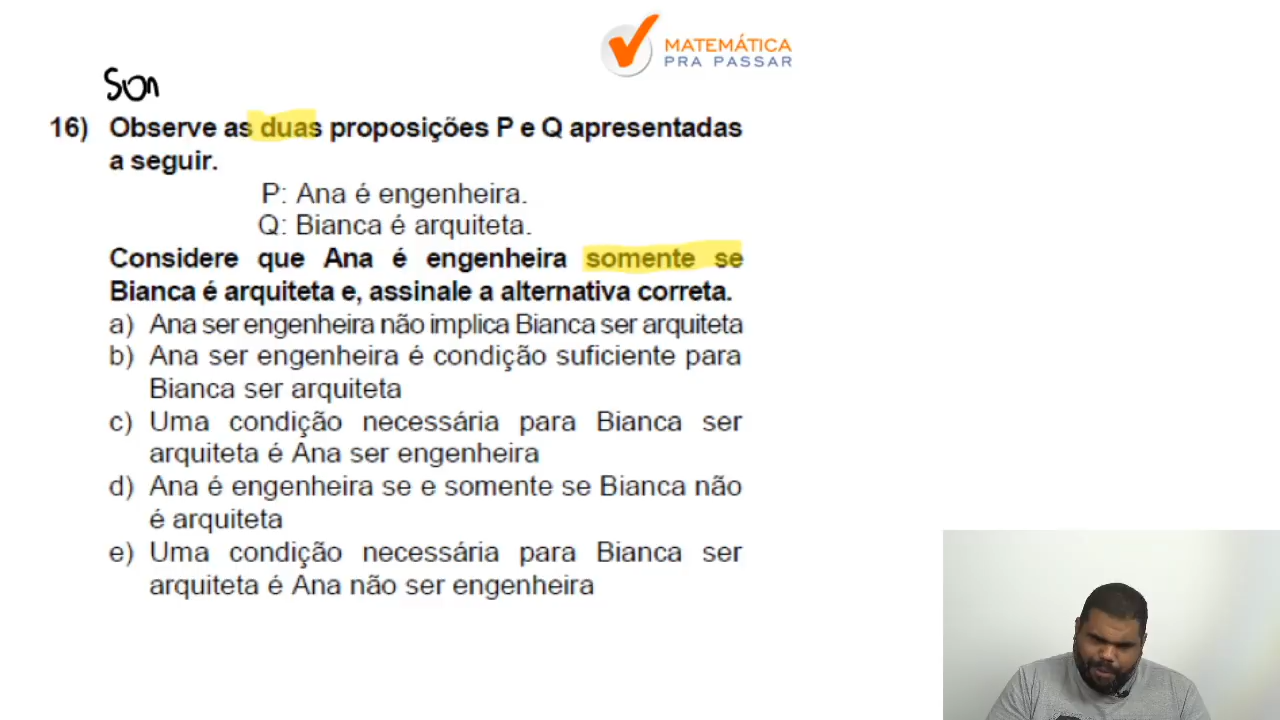 MATEMÁTICA
PRA PASSAR
Som
16) Observe as duas proposições P e Q apresentadas
a seguir.
P: Ana é engenheira.
Q: Bianca é arquiteta.
Considere que Ana é engenheira somente se
Bianca é arquiteta e, assinale a alternativa correta.
a) Ana ser engenheira não implica Bianca ser arquiteta
b) Ana ser engenheira é condição suficiente para
Bianca ser arquiteta
c) Uma condição necessária para Bianca ser
arquiteta é Ana ser engenheira
d) Ana é engenheira se e somente se Bianca não
é arquiteta
e) Uma condição necessária para Bianca ser
arquiteta é Ana não ser engenheira